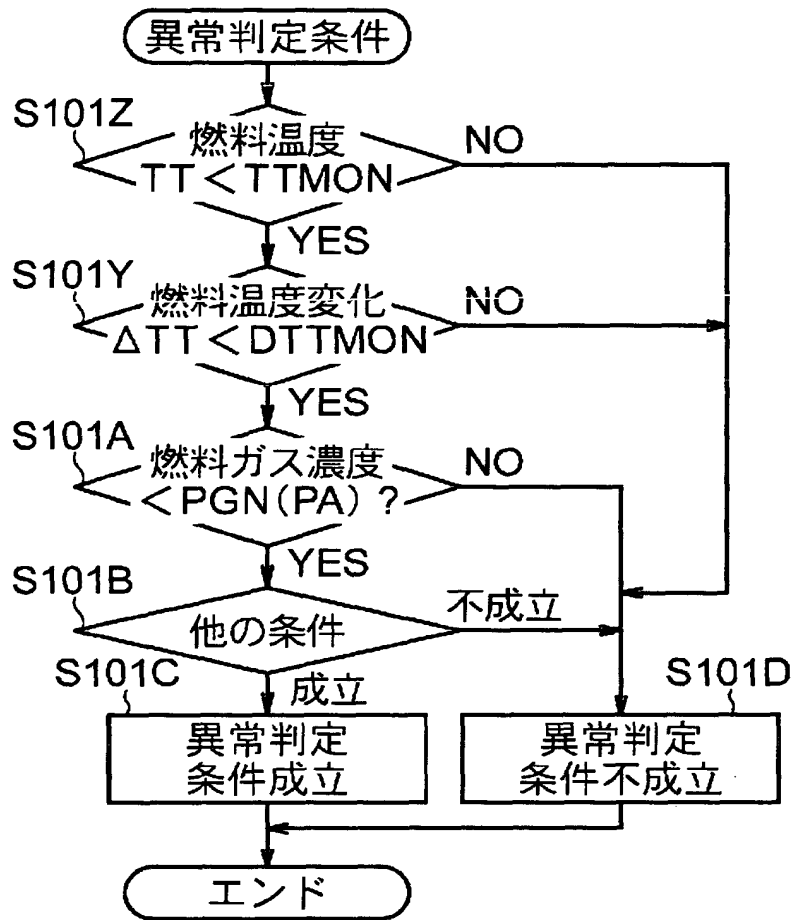 異常判定条件
S101Z
燃料温度
TT<TTMON
NO
YES
S101Y
燃料温度変化
ΔTT<DTTMON
NO
YES
S101A
燃料ガス濃度
<PGN(PA)?
NO
YES
S101B
他の条件
不成立
成立
S101C
異常判定
条件成立
S101D
異常判定
条件不成立
エンド